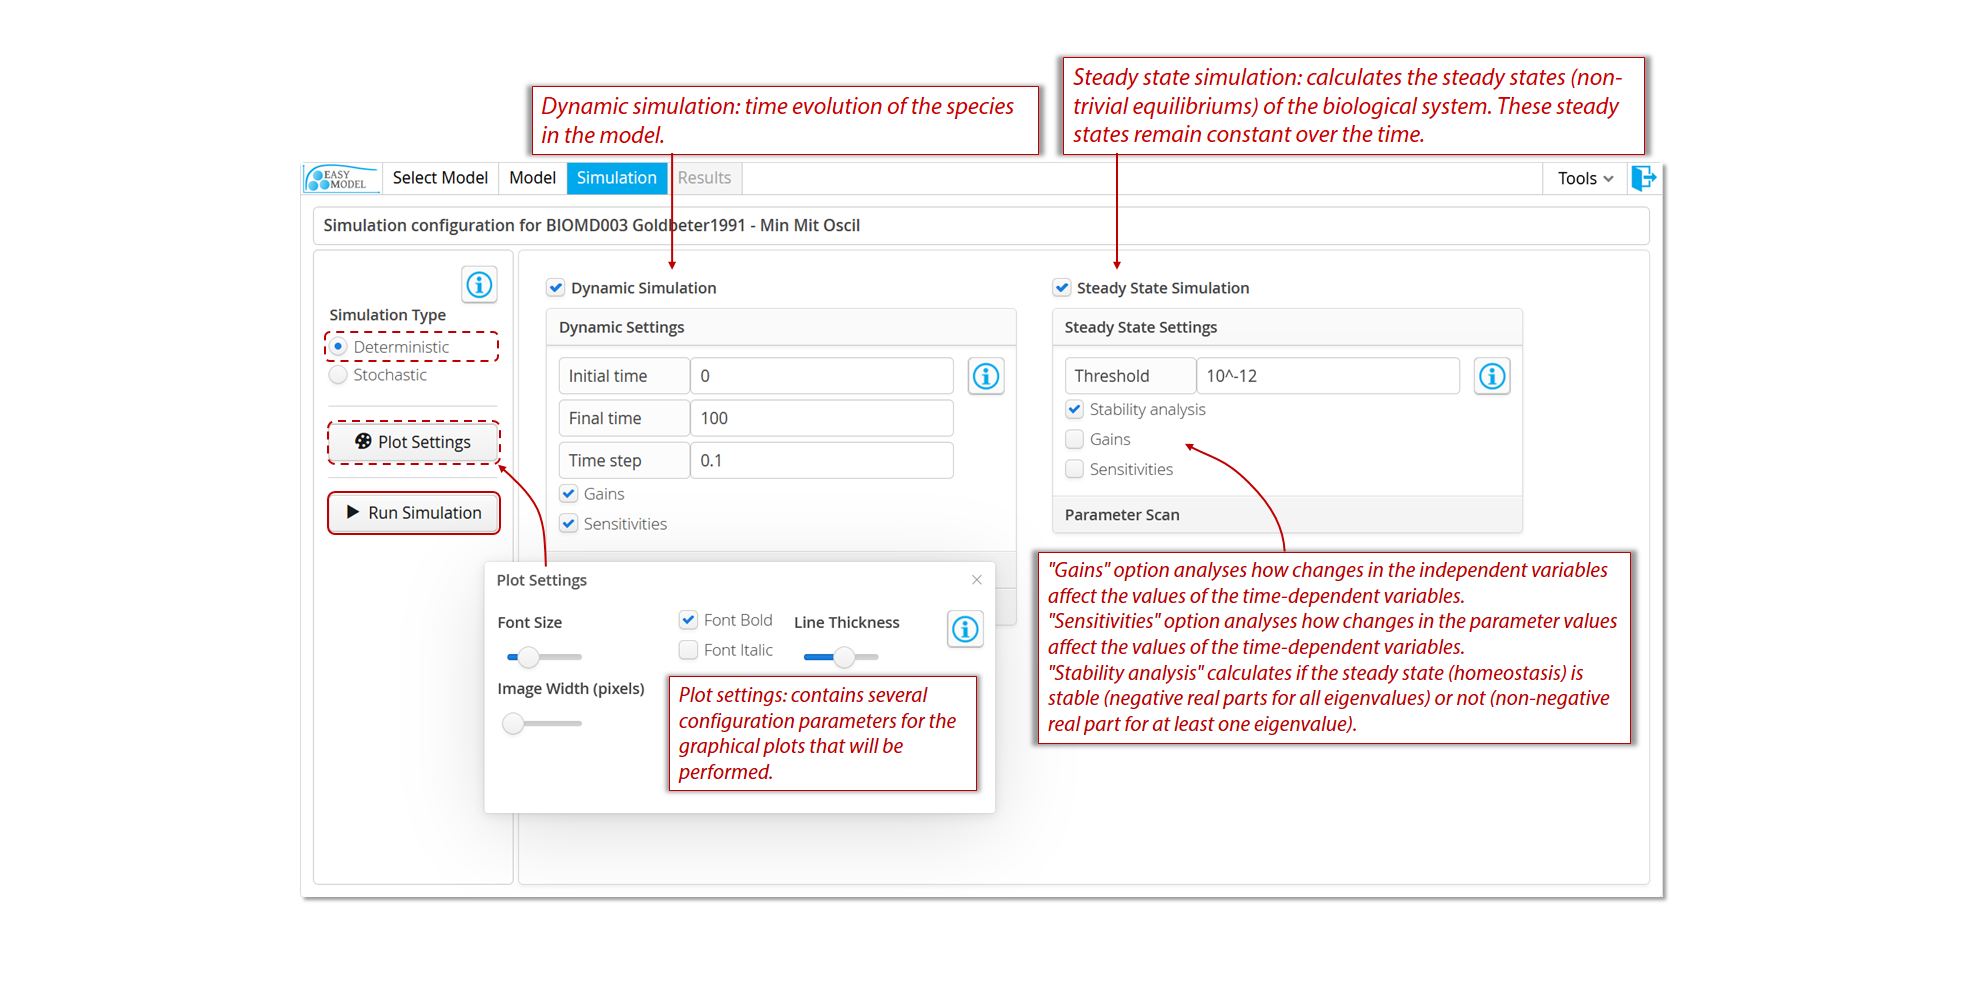 Dynamic simulation: time evolution of the species
in the model.
Steady state simulation: calculates the steady states (non-
trivial equilibriums) of the biological system. These steady
states remain constant over the time.
EASY
MODEL
Select Model
Model
Simulation
Results
Tools
Simulation configuration for BIOMD003 Goldbeter1991 - Min Mit Oscil
Simulation Type
Deterministic
Stochastic
Plot Settings
Run Simulation
Dynamic Simulation
Dynamic Settings
Initial time 0
Final time 100
Time step 0.1
Gains
Sensitivities
Steady State Simulation
Steady State Settings
Threshold 10^-12
Stability analysis
Gains
Sensitivities
Parameter Scan
Plot Settings
Font Size
Font Bold
Font Italic
Line Thickness
Image Width (pixels)
Plot settings: contains several
configuration parameters for the
graphical plots that will be
performed.
"Gains" option analyses how changes in the independent variables
affect the values of the time-dependent variables.
"Sensitivities" option analyses how changes in the parameter values
affect the values of the time-dependent variables.
"Stability analysis" calculates if the steady state (homeostasis) is
stable (negative real parts for all eigenvalues) or not (non-negative
real part for at least one eigenvalue).